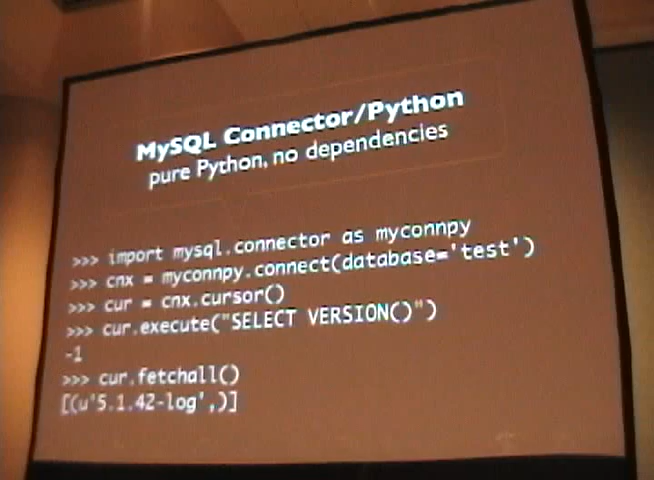 MySQL Connector/Python
pure Python, no dependencies
>>> import mysql.connector as myconnpy
>>> cnx = myconnpy.connect(database='test')
>>> cur = cnx.cursor()
>>> cur.execute("SELECT VERSION()")
-1
>>> cur.fetchall()
[(u'5.1.42-log',)]